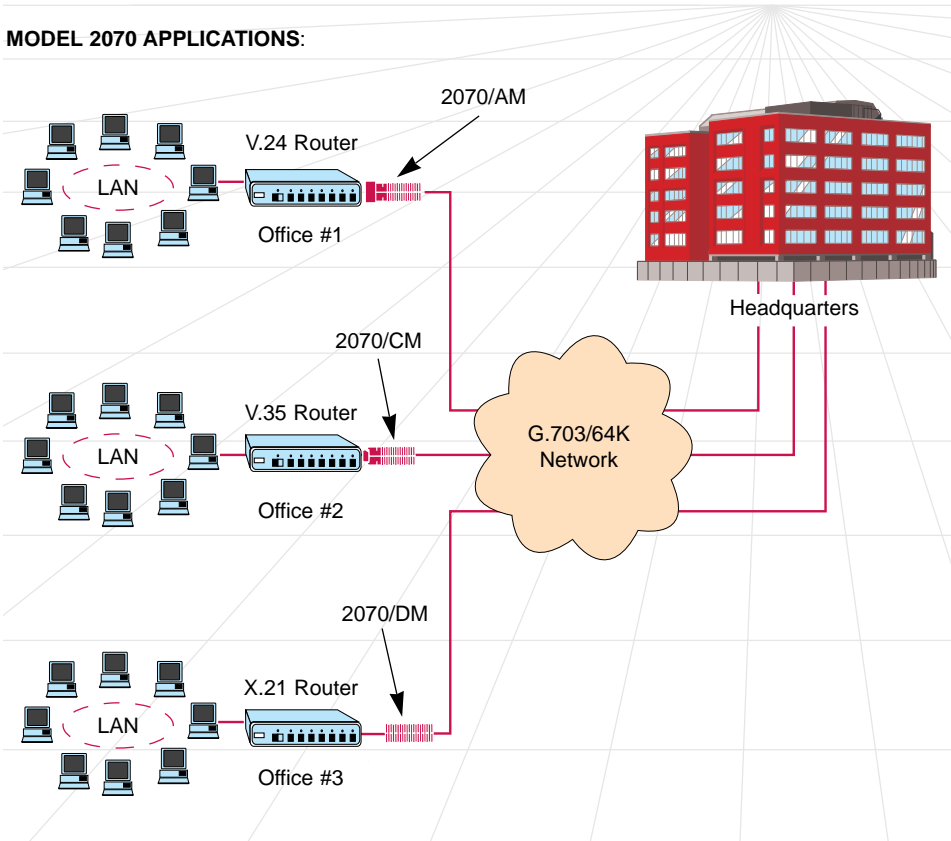 MODEL 2070 APPLICATIONS:
2070/AM
V.24 Router
LAN
Office #1
Headquarters
2070/CM
V.35 Router
LAN
G.703/64K
Network
Office #2
2070/DM
X.21 Router
LAN
Office #3